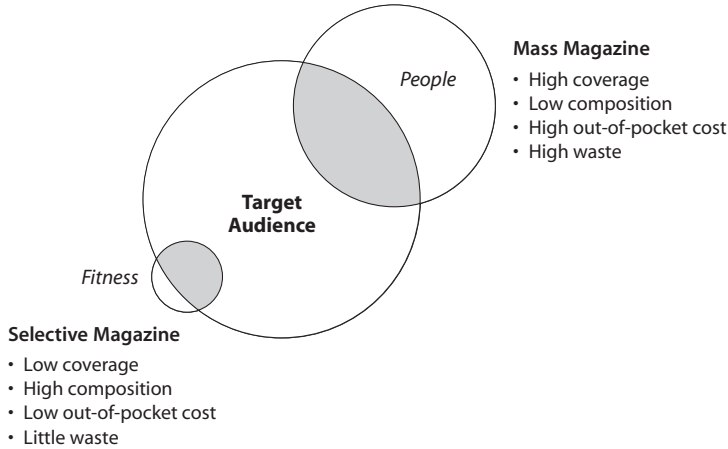 People
Mass Magazine
• High coverage
• Low composition
• High out-of-pocket cost
• High waste
Target
Audience
Fitness
Selective Magazine
• Low coverage
• High composition
• Low out-of-pocket cost
• Little waste